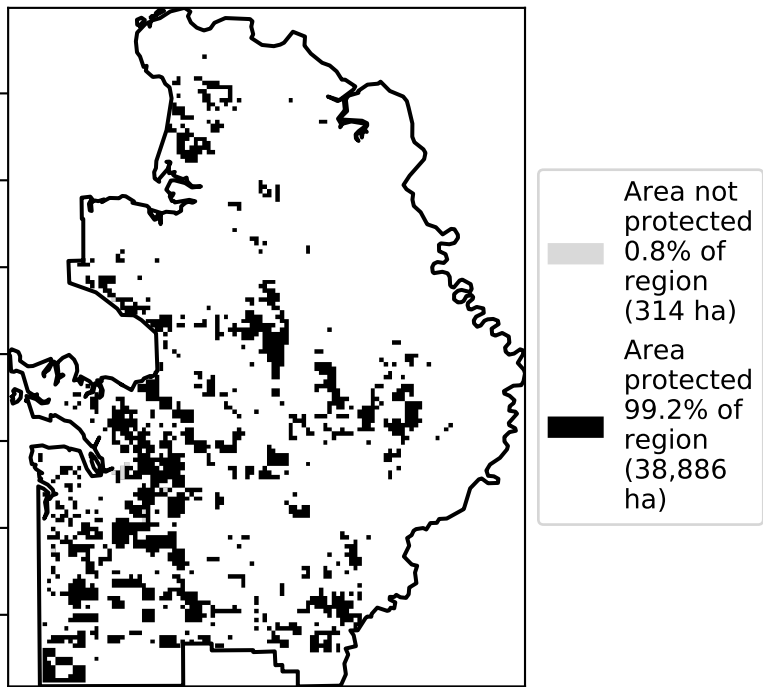 Area not
protected
0.8% of
region
(314 ha)
Area
protected
99.2% of
region
(38,886
ha)